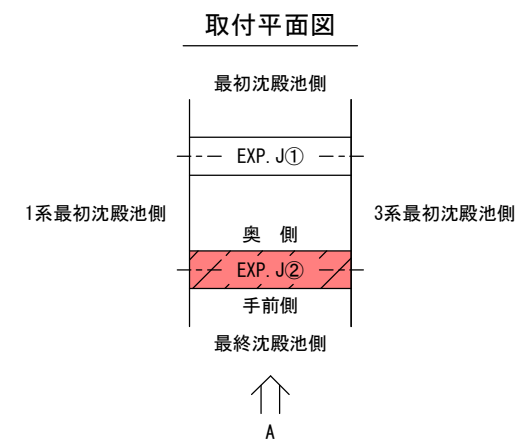 取付平面図
最初沈殿池側
EXP. J①
1系最初沈殿池側
3系最初沈殿池側
奥　側
EXP. J②
手前側
最終沈殿池側
A